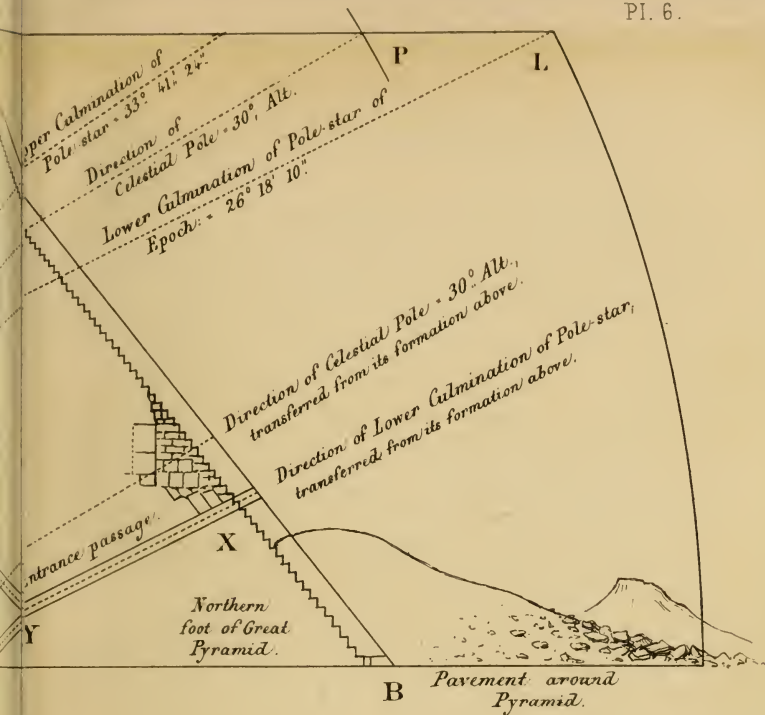 Pl. 6.
P
L
pper Culmination of
Pole-star = 33°. 41'. 24".
Direction of
Celestial Pole = 30°, Alt.
Lower Culmination of Pole-star of
Epoch: = 26° 18' 10".
Direction of Celestial Pole = 30°. Alt.,
transferred from its formation above.
Direction of Lower Culmination of Pole-star,
transferred from its formation above.
ntrance passage.
X
Y
Northern
foot of Great
Pyramid.
B
Pavement around
Pyramid.